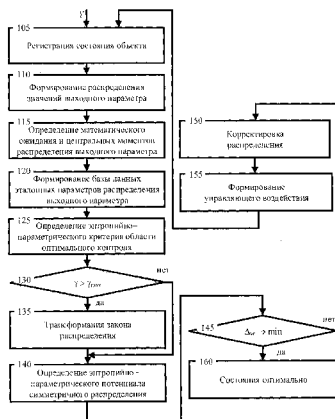 105
Регистрация состояния объекта
110
Формирование распределения
значений выходного параметра
115
Определение математического
ожидания и центральных моментов
распределения выходного параметра
120
Формирование базы данных
эталонных параметров распределения
выходного параметра
125
Определение энтропийно-
параметрического критерия области
оптимального контроля
130
нет
да
135
Трансформация закона
распределения
140
Определение энтропийно -
параметрического потенциала
симметричного распределения
150
Корректировка
распределения
155
Формирование
управляющего воздействия
145
→ min
нет
да
160
Состояния оптимально